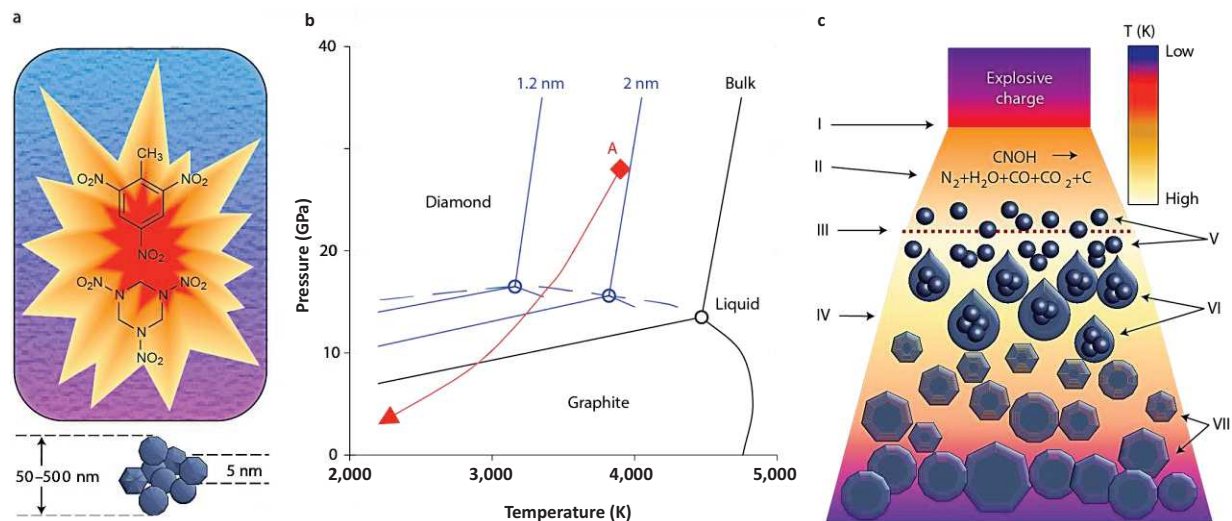 a
CH₃
O₂N
NO₂
NO₂
O₂N
NO₂
N
N
N
NO₂
50–500 nm
5 nm
b
40
20
10
0
Pressure (GPa)
1.2 nm
2 nm
Bulk
A
Diamond
Liquid
Graphite
2,000
3,000
4,000
5,000
Temperature (K)
c
T (K)
Low
High
Explosive
charge
I
II
CNOH
N₂+H₂O+CO+CO₂+C
III
V
IV
VI
VII